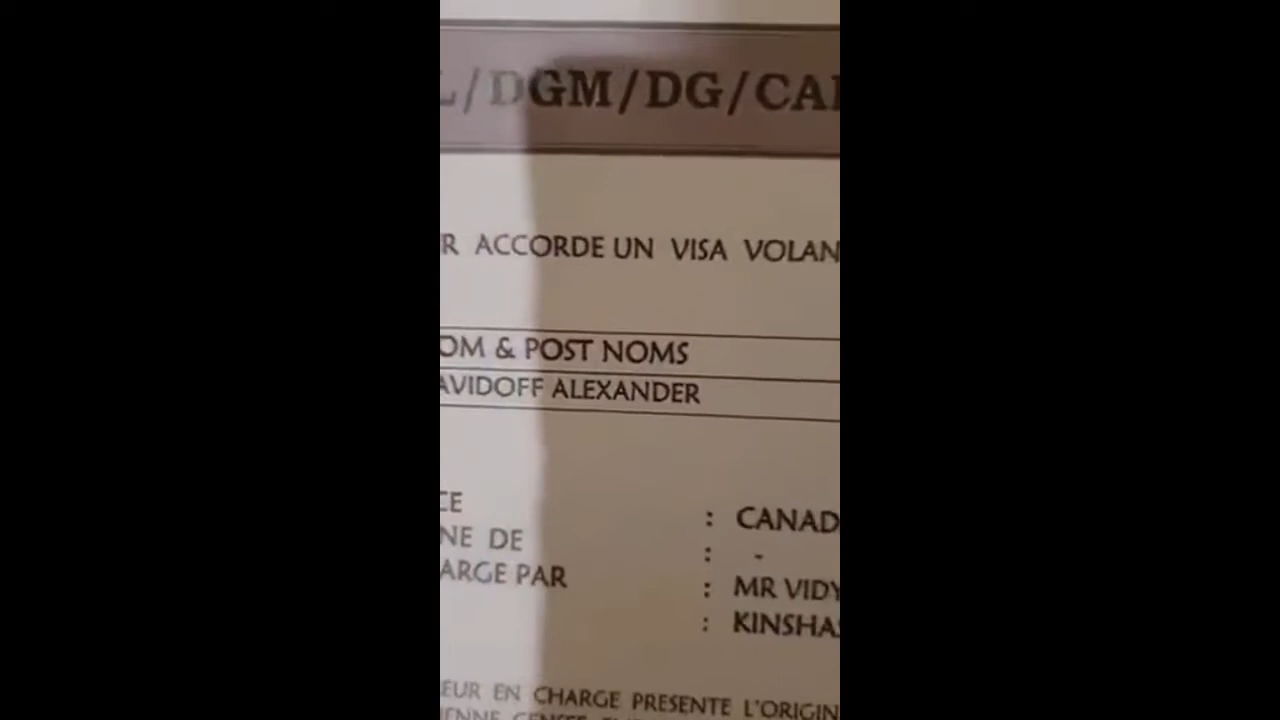 L/DGM/DG/CA
R ACCORDE UN VISA VOLAN
OM & POST NOMS
AVIDOFF ALEXANDER
CE
: CANAD
NE DE
: -
ARGE PAR
: MR VIDY
: KINSHAS
EUR EN CHARGE PRESENTE L'ORIGIN